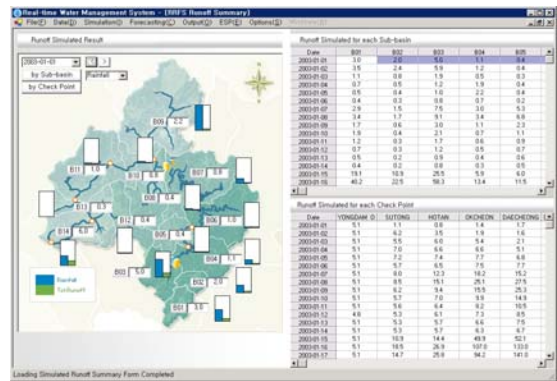 Real-time Water Management System - (RRFS Runoff Summary)
File(F) Data(D) Simulation(I) Forecasting(C) Output(O) ESP(E) Options(S)
Runoff Simulated Result
2003-01-01 >
by Sub-basin Rainfall
by Check Point
B09 2.2
B11 1.0
B10 0.8
B07 0.8
B08 0.4
B13 0.3
B12 0.4
B06 1.0
B14 6.0
B05 0.4
B04 1.1
B03 5.0
B02 2.0
B01 3.0
Rainfall
Runoff Simulated for each Sub-basin
Date B01 B02 B03 B04 B05
2003-01-01 3.0 2.0 5.0 1.1 0.4
2003-01-02 3.5 2.4 5.9 1.2 0.4
2003-01-03 1.1 0.8 1.9 0.5 0.3
2003-01-04 0.7 0.5 1.2 1.9 0.4
2003-01-05 0.5 0.4 1.0 2.2 0.4
2003-01-06 0.4 0.3 0.8 0.7 0.2
2003-01-07 2.9 1.5 7.5 3.0 5.3
2003-01-08 3.4 1.7 9.1 3.4 6.8
2003-01-09 1.7 0.6 3.0 1.1 2.3
2003-01-10 1.8 0.4 2.1 0.7 1.1
2003-01-11 1.2 0.3 1.7 0.6 0.9
2003-01-12 0.7 0.3 1.2 0.5 0.7
2003-01-13 0.5 0.2 0.9 0.4 0.6
2003-01-14 0.4 0.2 0.8 0.3 0.5
2003-01-15 19.1 10.9 25.5 5.9 6.0
2003-01-16 40.2 22.5 50.3 13.4 11.5
Runoff Simulated for each Check Point
Date YONGDAM D SUTONG HOTAN OKCHEON DAECHEONG
2003-01-01 5.1 1.1 0.8 1.4 1.7
2003-01-02 5.1 6.2 3.5 1.9 1.6
2003-01-03 5.1 5.5 6.0 5.4 2.1
2003-01-04 5.1 7.0 6.6 6.6 5.1
2003-01-05 5.1 7.2 7.4 7.7 6.8
2003-01-06 5.1 5.7 6.5 7.5 7.7
2003-01-07 5.1 8.0 12.3 18.2 15.2
2003-01-08 5.1 8.5 15.1 25.1 27.5
2003-01-09 5.1 6.2 9.4 15.5 25.3
2003-01-10 5.1 5.7 7.0 9.9 14.9
2003-01-11 5.1 5.6 6.4 8.2 10.5
2003-01-12 4.8 5.3 6.1 7.3 8.5
2003-01-13 5.1 5.3 5.7 6.6 7.5
2003-01-14 5.1 5.3 5.7 6.3 6.7
2003-01-15 5.1 10.9 14.4 49.9 52.1
2003-01-16 5.1 18.5 26.9 107.0 133.0
2003-01-17 5.1 14.7 25.8 94.2 141.0
Loading Simulated Runoff Summary Form Completed